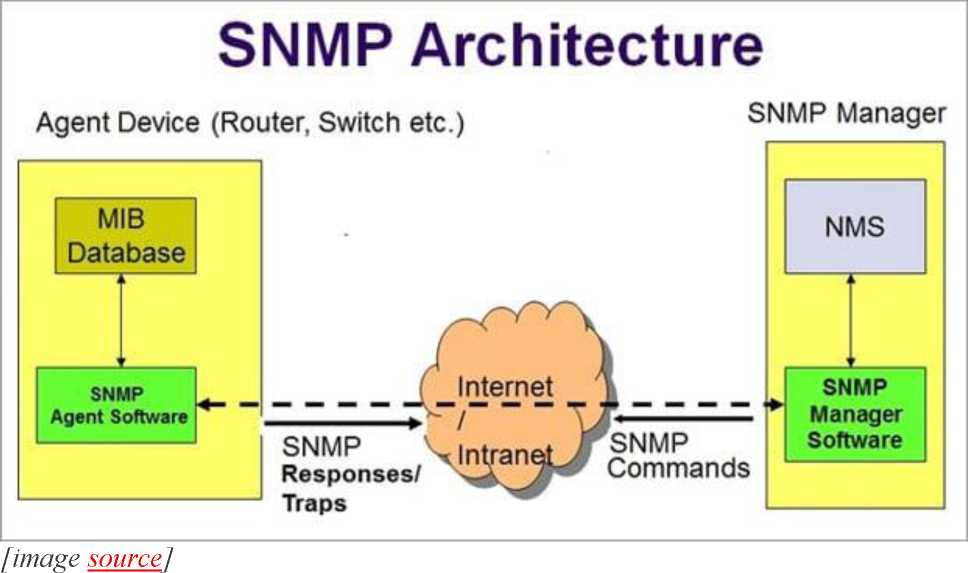 SNMP Architecture
Agent Device (Router, Switch etc.)
SNMP Manager
MIB
Database
NMS
SNMP
Agent Software
Internet
/
Intranet
SNMP
Manager
Software
SNMP
Responses/
Traps
SNMP
Commands
[image source]